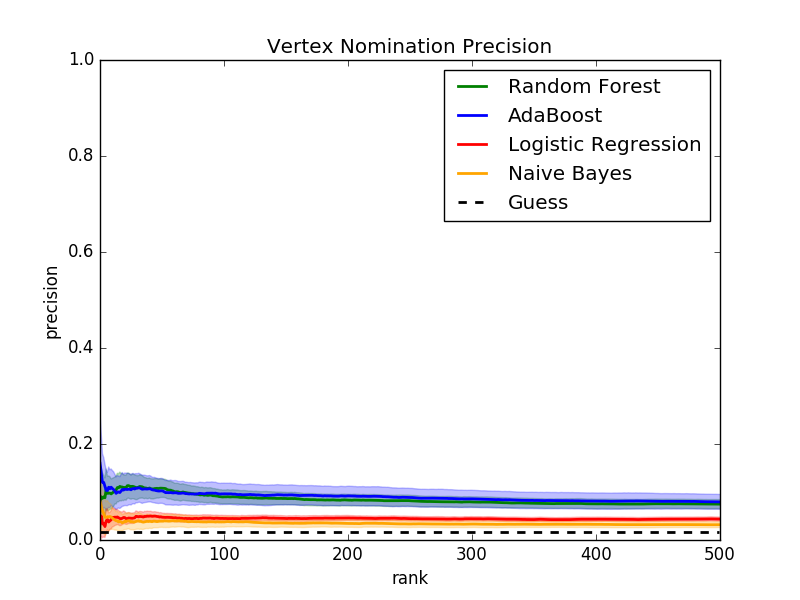 Vertex Nomination Precision
1.0
0.8
0.6
0.4
0.2
0.0
precision
Random Forest
AdaBoost
Logistic Regression
Naive Bayes
Guess
0 100 200 300 400 500
rank